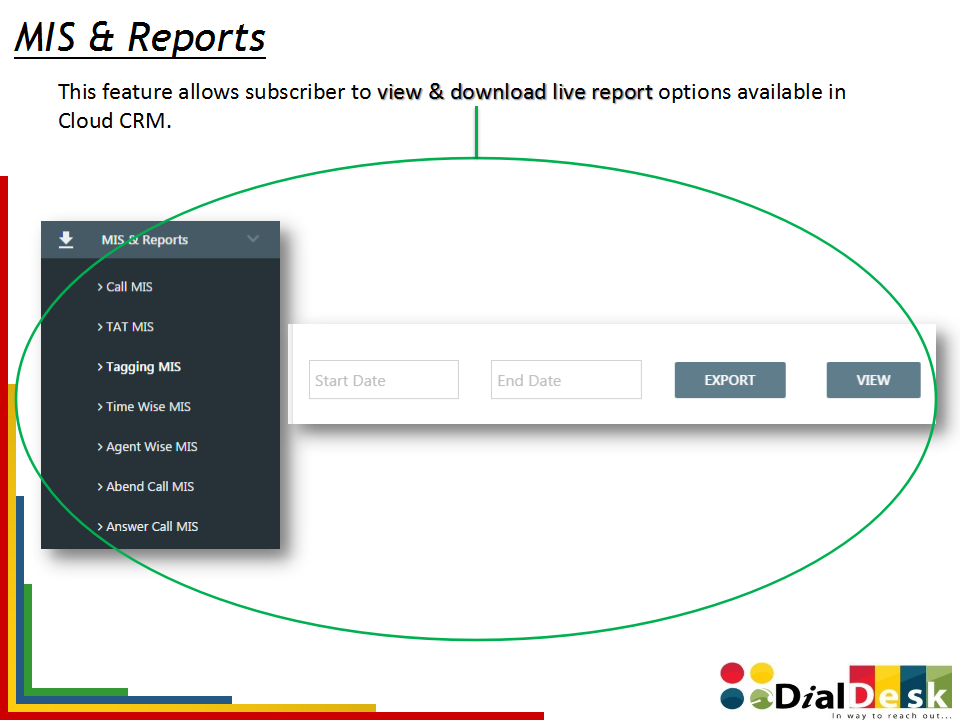 MIS & Reports
This feature allows subscriber to view & download live report options available in
Cloud CRM.
MIS & Reports
> Call MIS
> TAT MIS
> Tagging MIS
> Time Wise MIS
> Agent Wise MIS
> Abend Call MIS
> Answer Call MIS
Start Date End Date EXPORT VIEW
DialDesk
In way to reach out...